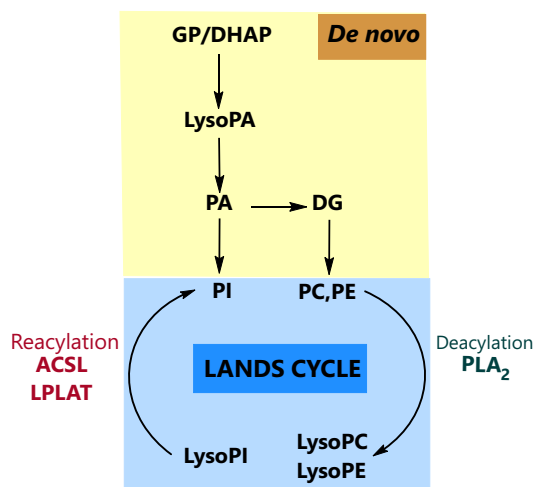 GP/DHAP
De novo
LysoPA
PA
DG
PI
PC,PE
Reacylation
ACSL
LPLAT
LANDS CYCLE
Deacylation
PLA₂
LysoPI
LysoPC
LysoPE